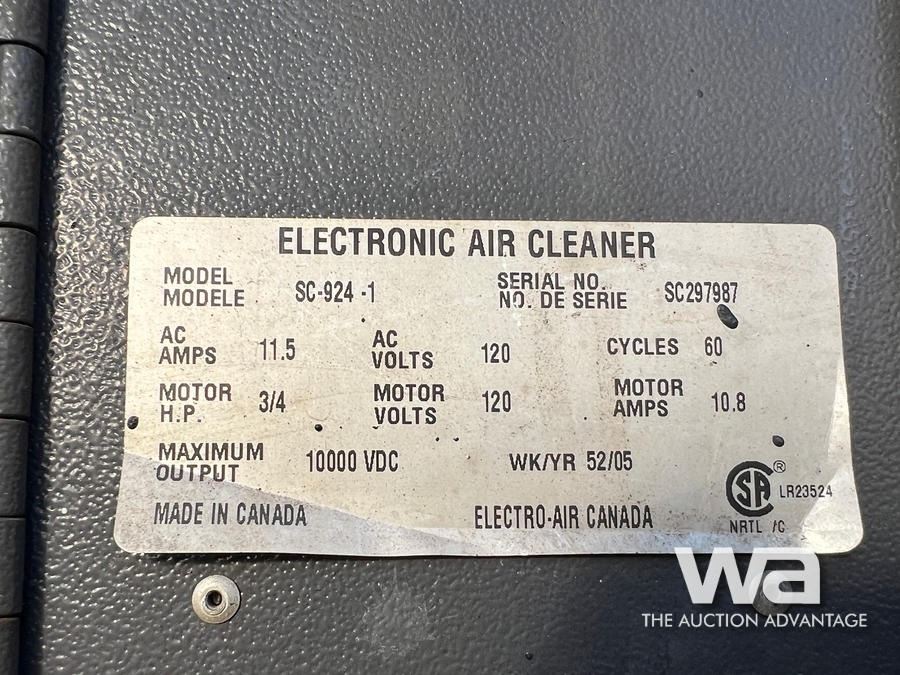 ELECTRONIC AIR CLEANER
MODEL
MODELE SC-924 -1
SERIAL NO.
NO. DE SERIE SC297987
AC
AMPS 11.5
AC
VOLTS 120
CYCLES 60
MOTOR
H.P. 3/4
MOTOR
VOLTS 120
MOTOR
AMPS 10.8
MAXIMUM
OUTPUT 10000 VDC
WK/YR 52/05
SA ® LR23524
NRTL /C
MADE IN CANADA
ELECTRO-AIR CANADA
wa
THE AUCTION ADVANTAGE